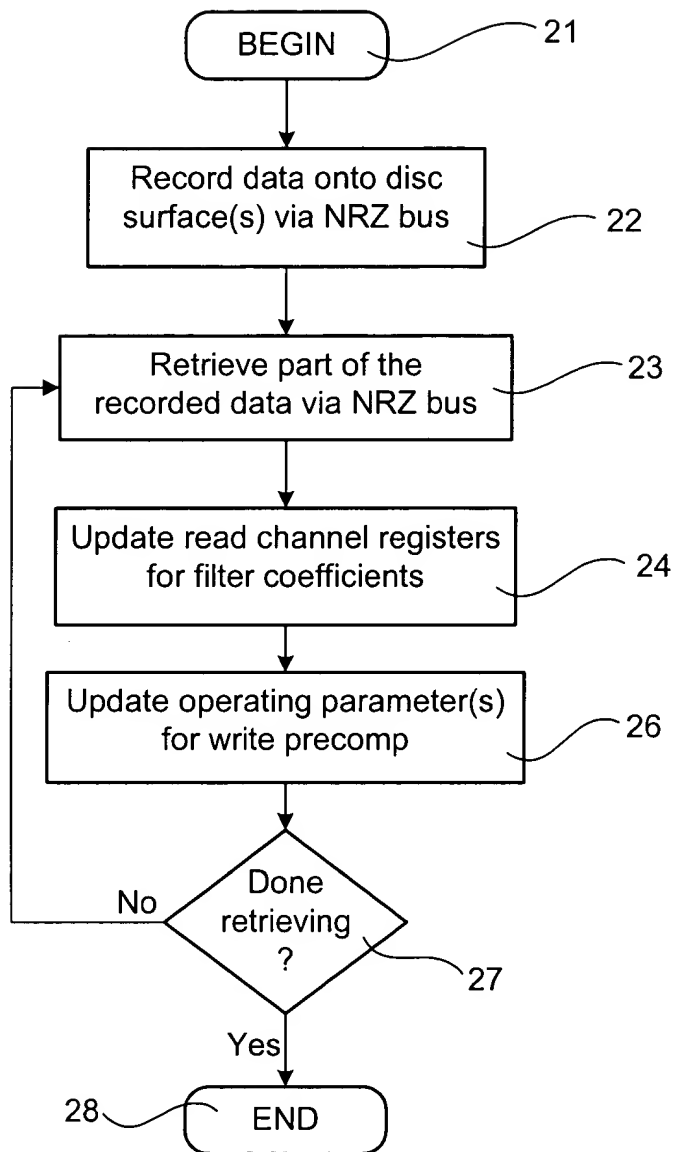 BEGIN
21
Record data onto disc
surface(s) via NRZ bus
22
Retrieve part of the
recorded data via NRZ bus
23
Update read channel registers
for filter coefficients
24
Update operating parameter(s)
for write precomp
26
Done
retrieving
?
27
No
Yes
28
END